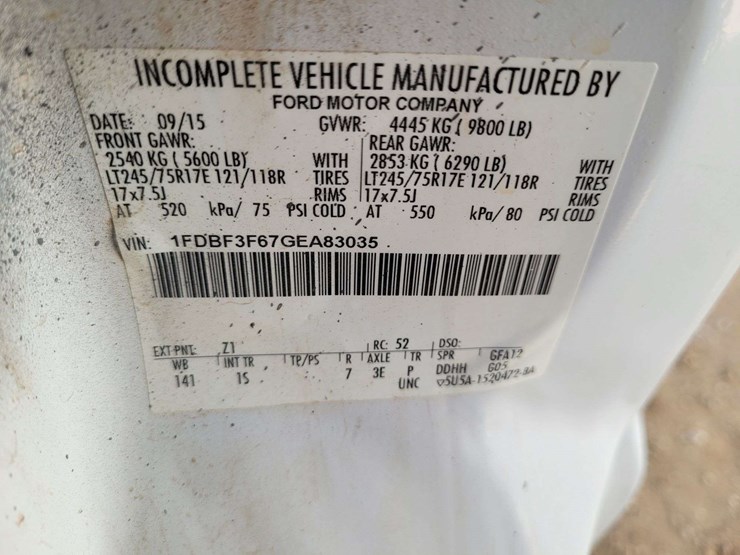 INCOMPLETE VEHICLE MANUFACTURED BY
FORD MOTOR COMPANY
DATE: 09/15 GVWR: 4445 KG ( 9800 LB)
FRONT GAWR: REAR GAWR:
2540 KG ( 5600 LB) WITH 2853 KG ( 6290 LB) WITH
LT245/75R17E 121/118R TIRES LT245/75R17E 121/118R TIRES
17x7.5J RIMS 17x7.5J RIMS
AT 520 kPa/ 75 PSI COLD AT 550 kPa/ 80 PSI COLD
VIN: 1FDBF3F67GEA83035
EXT PNT: Z1 RC: 52 DSO:
WB INT TR TP/PS R AXLE TR SPR GFA12
141 1S 7 3E P DDHH G05
UNC